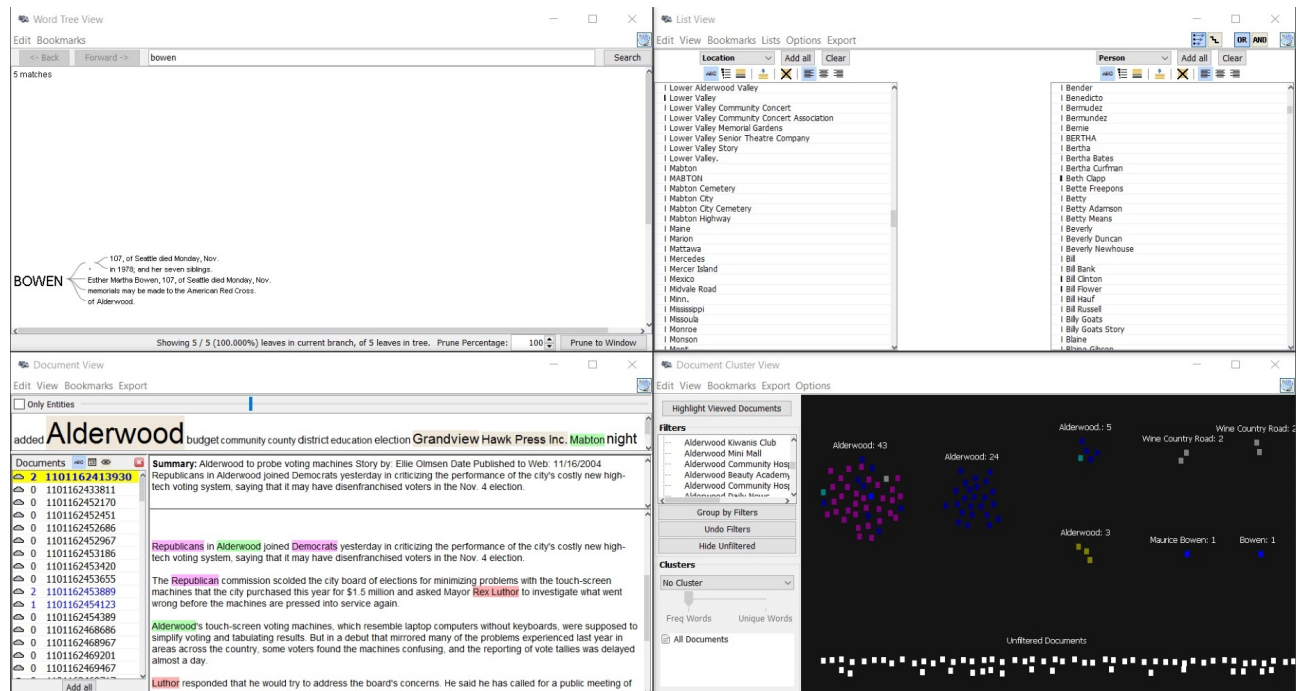 Word Tree View
Edit Bookmarks
<- Back Forward -> bowen Search
5 matches
BOWEN
107, of Seattle died Monday, Nov.
in 1978; and her seven siblings.
Esther Martha Bowen, 107, of Seattle died Monday, Nov.
memorials may be made to the American Red Cross.
of Alderwood.
Showing 5 / 5 (100.000%) leaves in current branch, of 5 leaves in tree. Prune Percentage: 100 Prune to Window
List View
Edit View Bookmarks Lists Options Export OR AND
Location Add all Clear
ABC
Lower Alderwood Valley
Lower Valley
Lower Valley Community Concert
Lower Valley Community Concert Association
Lower Valley Memorial Gardens
Lower Valley Senior Theatre Company
Lower Valley Story
Lower Valley.
Mabton
MABTON
Mabton Cemetery
Mabton City
Mabton City Cemetery
Mabton Highway
Maine
Marion
Mattawa
Mercedes
Mercer Island
Mexico
Midvale Road
Minn.
Mississippi
Missoula
Monroe
Monson
Mont
Person Add all Clear
ABC
Bender
Benedicto
Bermudez
Bermundez
Bernie
BERTHA
Bertha
Bertha Bates
Bertha Curfman
Beth Clapp
Bette Freepons
Betty
Betty Adamson
Betty Means
Beverly
Beverly Duncan
Beverly Newhouse
Bill
Bill Bank
Bill Clinton
Bill Flower
Bill Hauf
Bill Russell
Billy Goats
Billy Goats Story
Blaine
Blaine Gibson
Document View
Edit View Bookmarks Export
Only Entities
added Alderwood budget community county district education election Grandview Hawk Press Inc. Mabton night
Documents ABC
2 1101162413930
0 1101162433811
0 1101162452170
0 1101162452451
0 1101162452686
0 1101162452967
0 1101162453186
0 1101162453420
0 1101162453655
2 1101162453889
1 1101162454123
0 1101162454389
0 1101162468686
0 1101162468967
0 1101162469201
0 1101162469467
Add all
Summary: Alderwood to probe voting machines Story by: Ellie Olmsen Date Published to Web: 11/16/2004
Republicans in Alderwood joined Democrats yesterday in criticizing the performance of the city's costly new high-
tech voting system, saying that it may have disenfranchised voters in the Nov. 4 election.
Republicans in Alderwood joined Democrats yesterday in criticizing the performance of the city's costly new high-
tech voting system, saying that it may have disenfranchised voters in the Nov. 4 election.
The Republican commission scolded the city board of elections for minimizing problems with the touch-screen
machines that the city purchased this year for $1.5 million and asked Mayor Rex Luthor to investigate what went
wrong before the machines are pressed into service again.
Alderwood's touch-screen voting machines, which resemble laptop computers without keyboards, were supposed to
simplify voting and tabulating results. But in a debut that mirrored many of the problems experienced last year in
areas across the country, some voters found the machines confusing, and the reporting of vote tallies was delayed
almost a day.
Luthor responded that he would try to address the board's concerns. He said he has called for a public meeting of
Document Cluster View
Edit View Bookmarks Export Options
Highlight Viewed Documents
Filters
Alderwood Kiwanis Club
Alderwood Mini Mall
Alderwood Community Hosp
Alderwood Beauty Academy
Alderwood Community Hosp
Alderwood Daily News
Group by Filters
Undo Filters
Hide Unfiltered
Clusters
No Cluster
Freq Words Unique Words
All Documents
Alderwood: 43
Alderwood: 24
Alderwood.: 5
Wine Country Road: 2
Wine Country Road: 2
Alderwood: 3
Maurice Bowen: 1
Bowen: 1
Unfiltered Documents